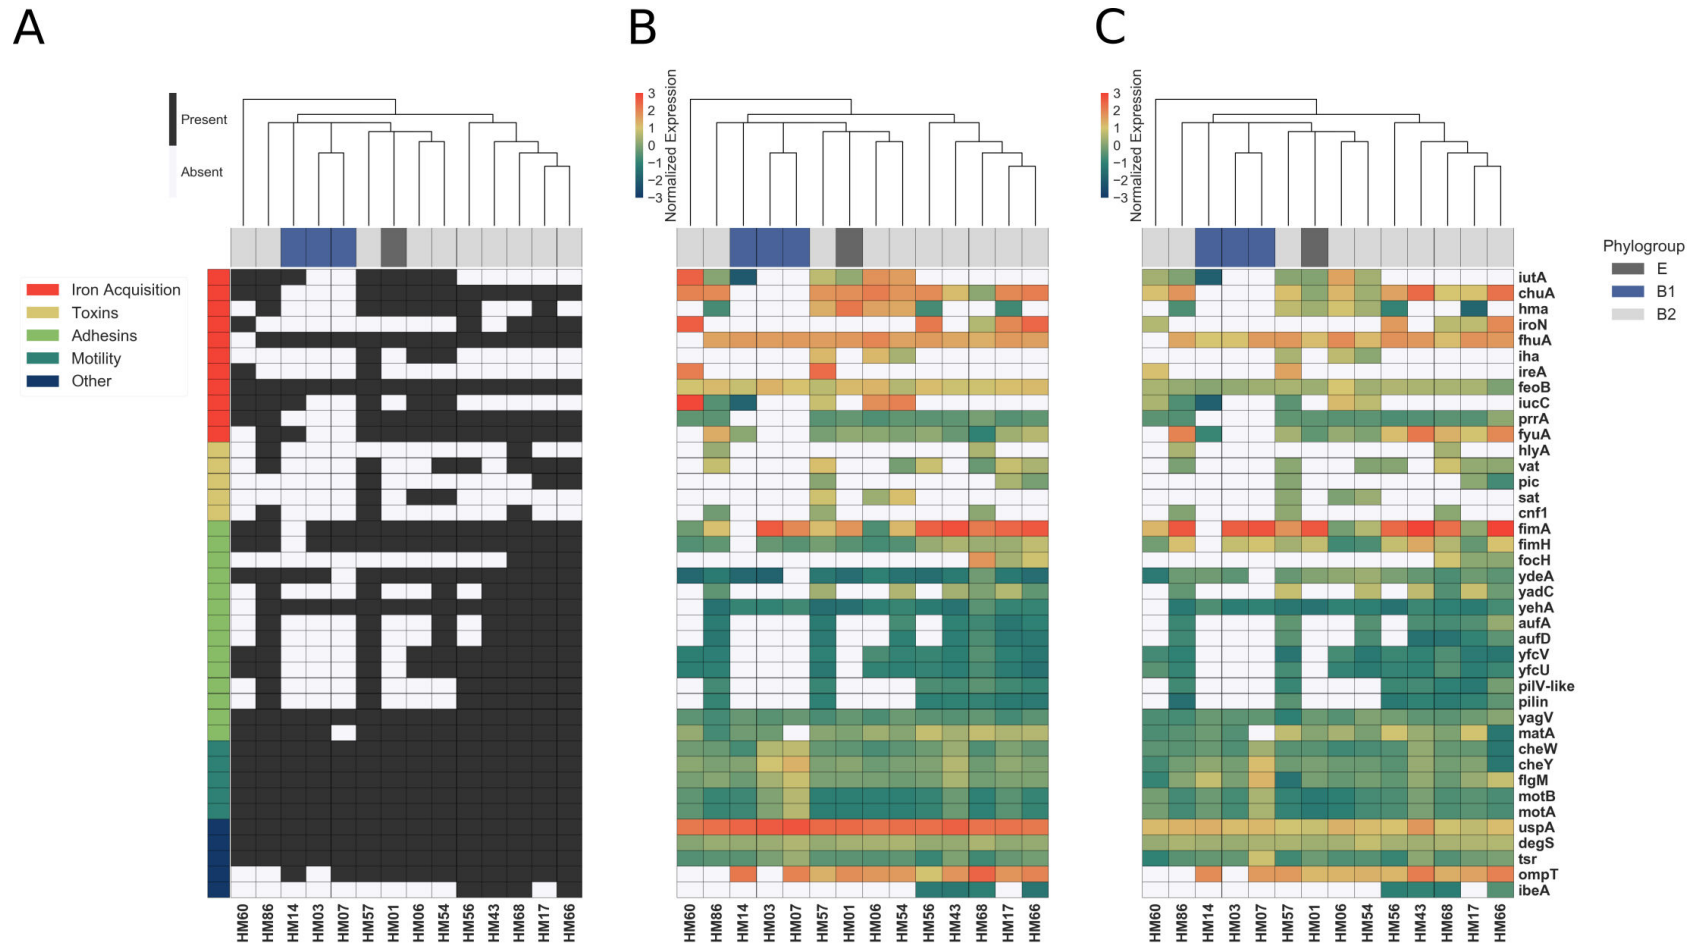 A
B
C
Present
Absent
3
2
1
0
−1
−2
−3
Normalized Expression
3
2
1
0
−1
−2
−3
Normalized Expression
Phylogroup
E
B1
B2
Iron Acquisition
Toxins
Adhesins
Motility
Other
iutA
chuA
hma
iroN
fhuA
iha
ireA
feoB
iucC
prrA
fyuA
hlyA
vat
pic
sat
cnf1
fimA
fimH
focH
ydeA
yadC
yehA
aufA
aufD
yfcV
yfcU
pilV-like
pilin
yagV
matA
cheW
cheY
flgM
motB
motA
uspA
degS
tsr
ompT
ibeA
HM60 HM86 HM14 HM03 HM07 HM57 HM01 HM06 HM54 HM56 HM43 HM68 HM17 HM66
HM60 HM86 HM14 HM03 HM07 HM57 HM01 HM06 HM54 HM56 HM43 HM68 HM17 HM66
HM60 HM86 HM14 HM03 HM07 HM57 HM01 HM06 HM54 HM56 HM43 HM68 HM17 HM66